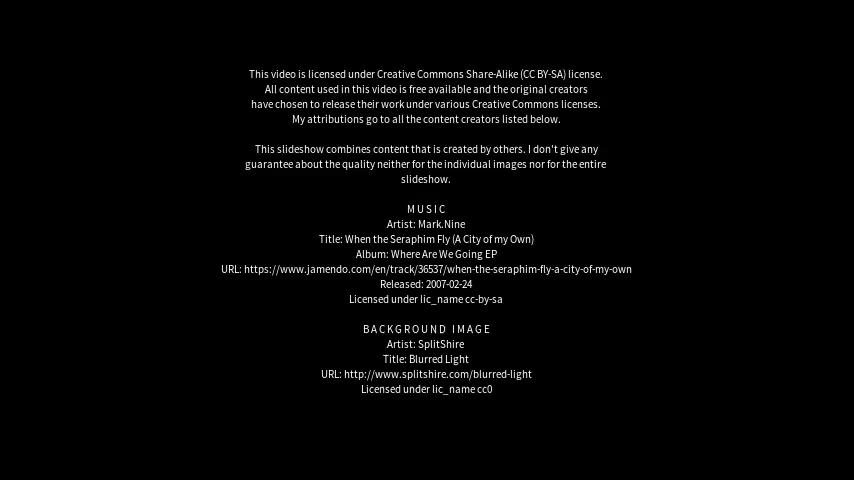 This video is licensed under Creative Commons Share-Alike (CC BY-SA) license.
All content used in this video is free available and the original creators
have chosen to release their work under various Creative Commons licenses.
My attributions go to all the content creators listed below.
This slideshow combines content that is created by others. I don't give any
guarantee about the quality neither for the individual images nor for the entire
slideshow.
MUSIC
Artist: Mark.Nine
Title: When the Seraphim Fly (A City of my Own)
Album: Where Are We Going EP
URL: https://www.jamendo.com/en/track/36537/when-the-seraphim-fly-a-city-of-my-own
Released: 2007-02-24
Licensed under lic_name cc-by-sa
BACKGROUND IMAGE
Artist: SplitShire
Title: Blurred Light
URL: http://www.splitshire.com/blurred-light
Licensed under lic_name cc0